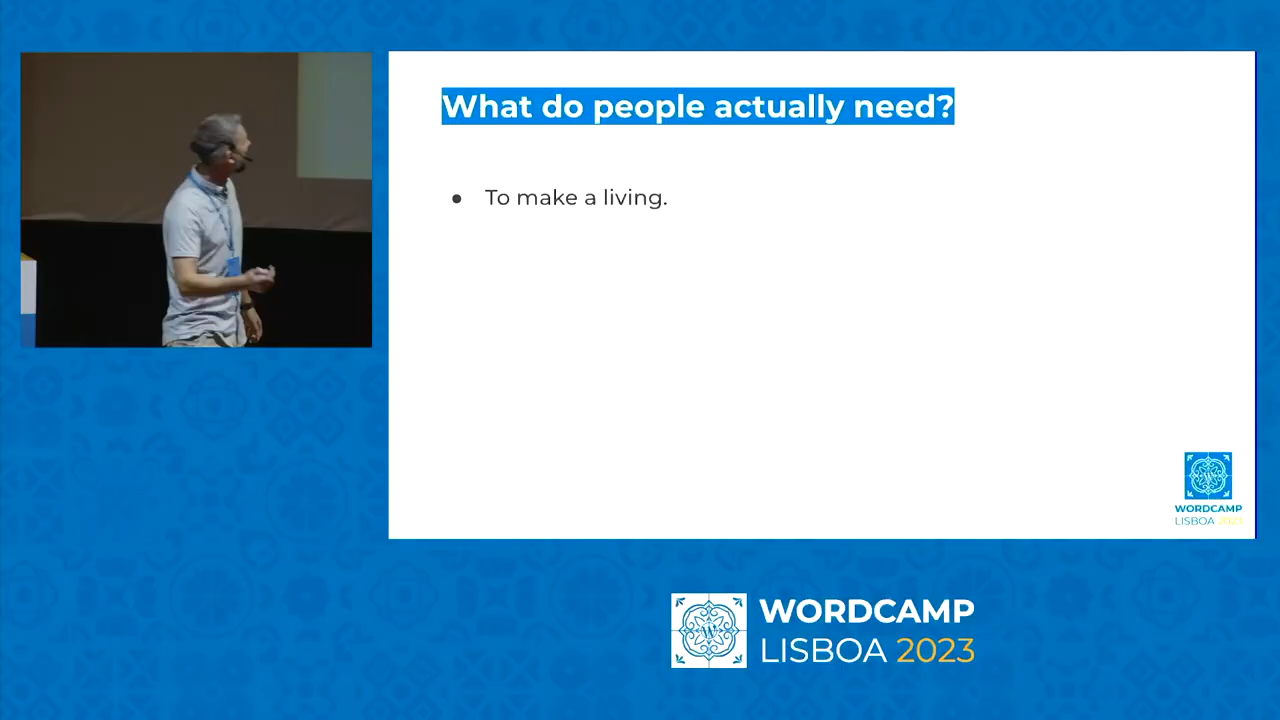 What do people actually need?
● To make a living.
WORDCAMP
LISBOA 2023
WORDCAMP
LISBOA 2023